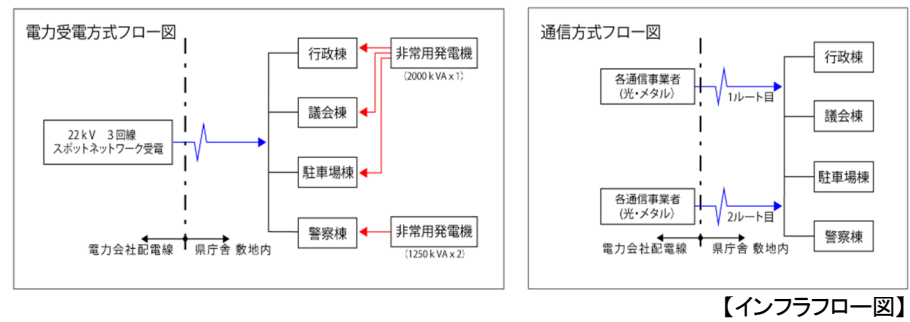 電力受電方式フロー図
行政棟
非常用発電機
(2000kVAx1)
議会棟
22kV 3回線
スポットネットワーク受電
駐車場棟
警察棟
非常用発電機
(1250kVAx2)
電力会社配電線
県庁舎 敷地内
通信方式フロー図
行政棟
各通信事業者
(光・メタル)
1ルート目
議会棟
駐車場棟
各通信事業者
(光・メタル)
2ルート目
警察棟
電力会社配電線
県庁舎 敷地内
【インフラフロー図】